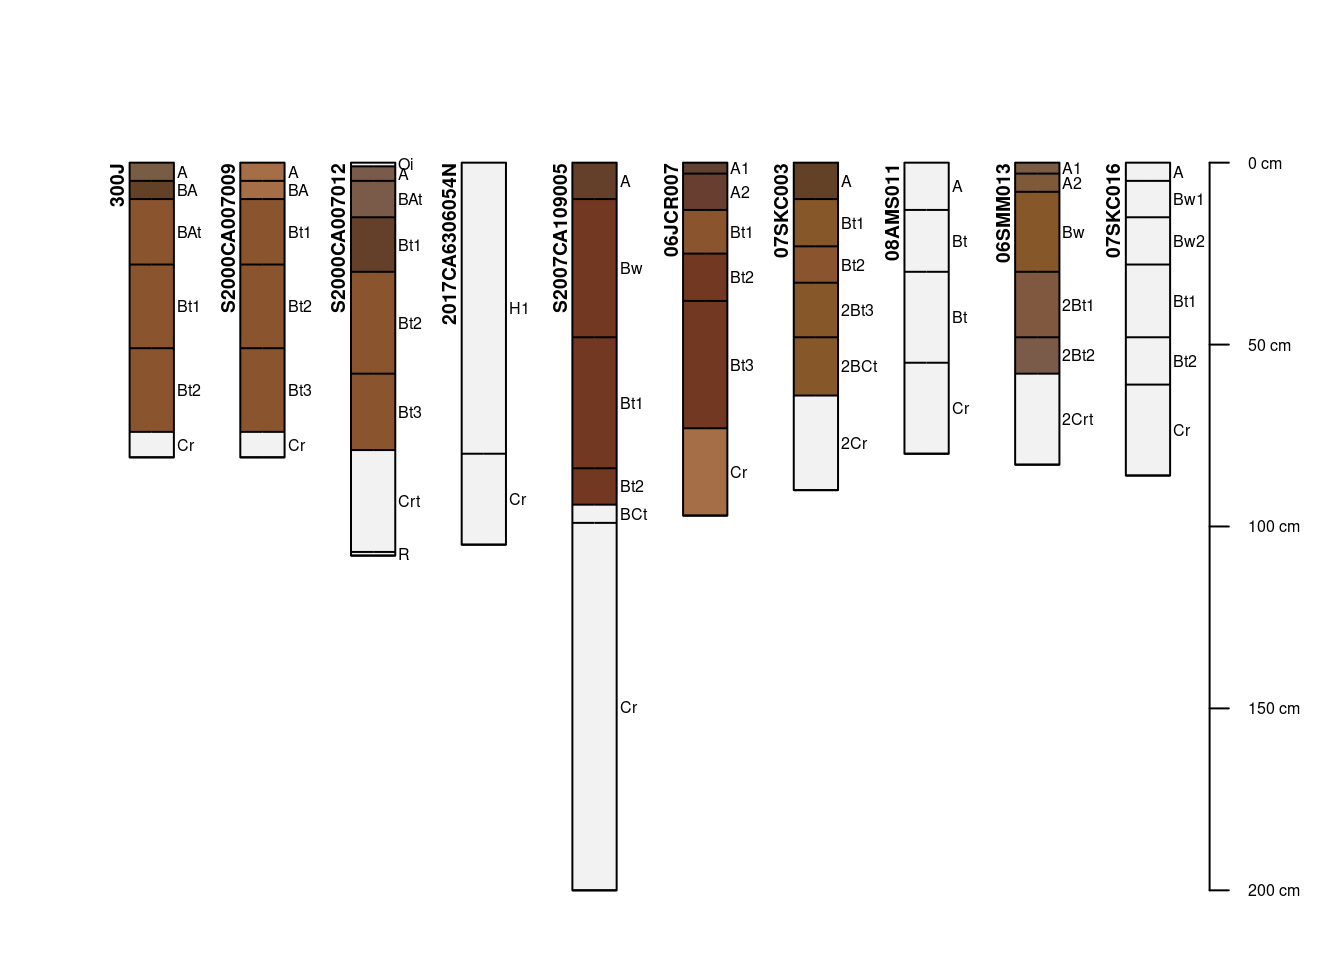 300J
A
BA
BAt
Bt1
Bt2
Cr
S2000CA007009
A
BA
Bt1
Bt2
Bt3
Cr
S2000CA007012
Oi
A
BAt
Bt1
Bt2
Bt3
Crt
R
2017CA6306054N
H1
Cr
S2007CA109005
A
Bw
Bt1
Bt2
BCt
Cr
06JCR007
A1
A2
Bt1
Bt2
Bt3
Cr
07SKC003
A
Bt1
Bt2
2Bt3
2BCt
2Cr
08AMS011
A
Bt
Bt
Cr
06SMM013
A1
A2
Bw
2Bt1
2Bt2
2Crt
07SKC016
A
Bw1
Bw2
Bt1
Bt2
Cr
0 cm
50 cm
100 cm
150 cm
200 cm